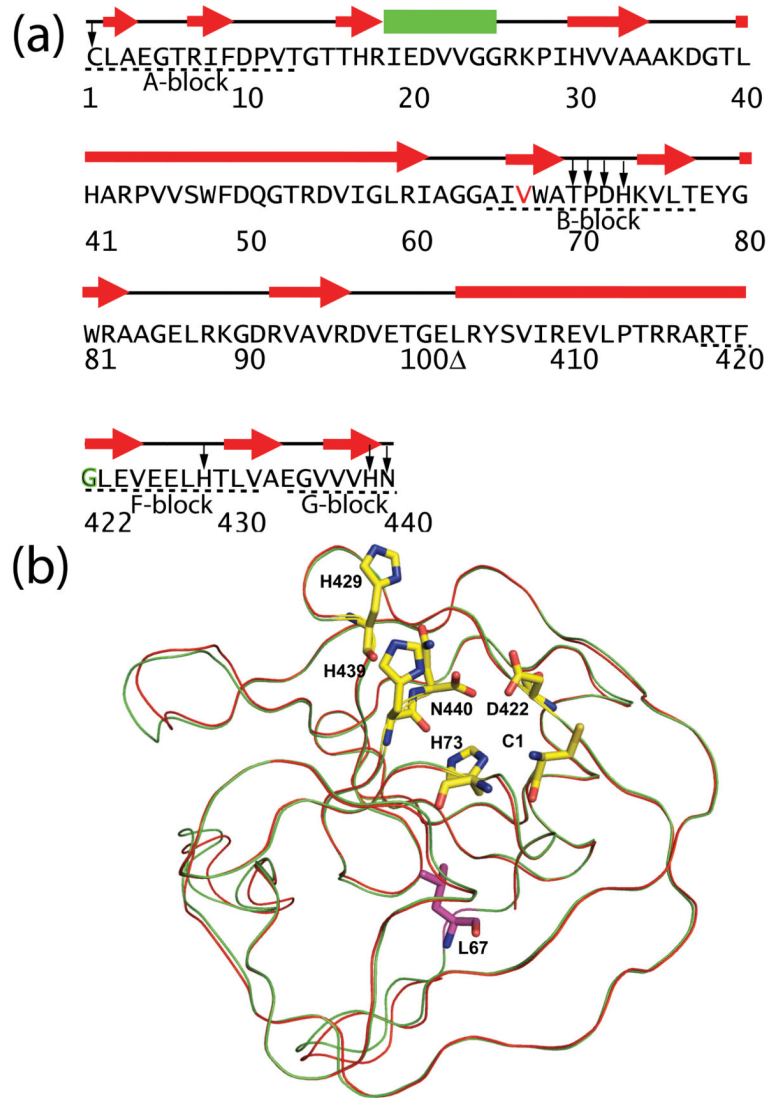 (a)
CLAEGTRIFDPVTGTTHRIEDVVGGRKPIHVVAAAKDGTL
A-block
1 10 20 30 40
HARPVVSWFDQGTRDVIGLRIAGGAIVWATPDHKVLTEYG
B-block
41 50 60 70 80
WRAAGELRKGDRVAVRDVETGELRYSVIREVLPTRRARTF
81 90 100Δ 410 420
GLEVEELHTLVAEGVVVHN
F-block G-block
422 430 440
(b)
H429
H439
N440 D422
H73 C1
L67